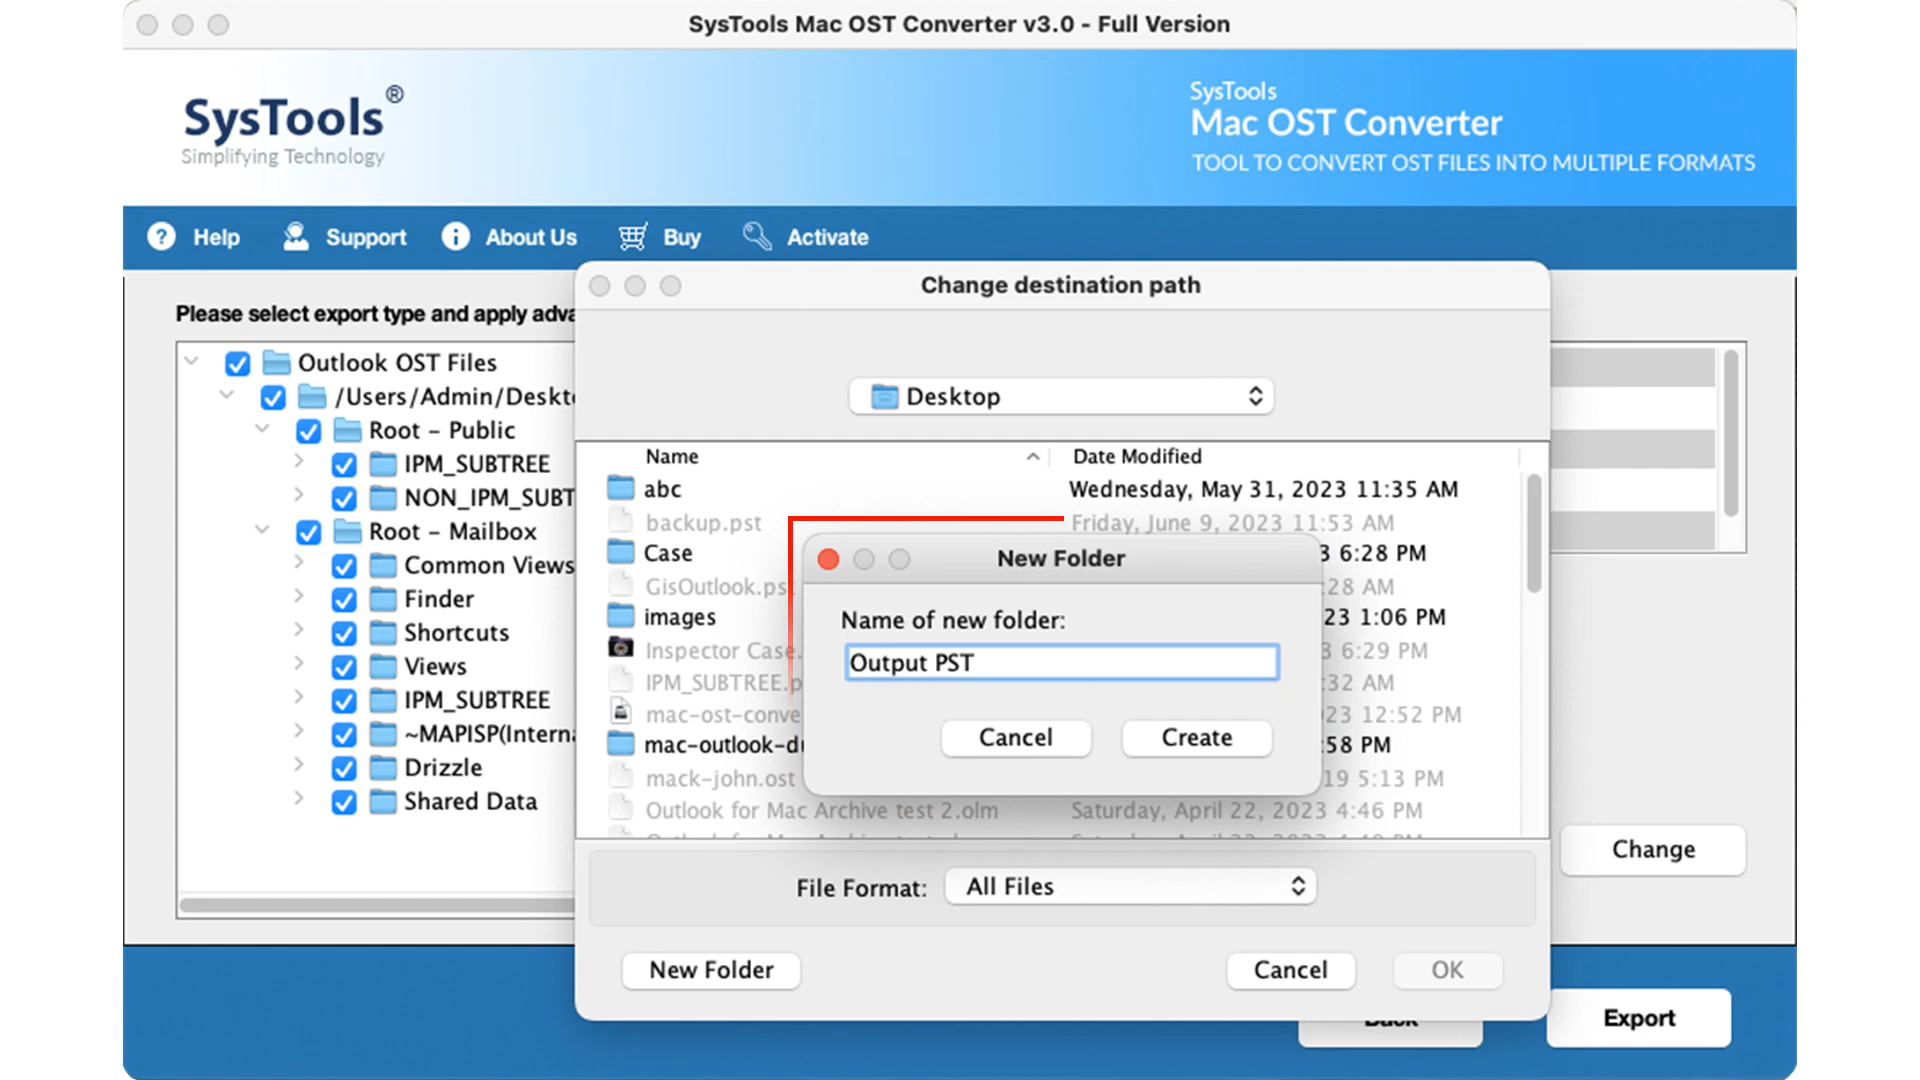 SysTools Mac OST Converter v3.0 - Full Version
SysTools®
Simplifying Technology
SysTools
Mac OST Converter
TOOL TO CONVERT OST FILES INTO MULTIPLE FORMATS
Help Support About Us Buy Activate
Please select export type and apply adva
Outlook OST Files
/Users/Admin/Deskt
Root - Public
IPM_SUBTREE
NON_IPM_SUBT
Root - Mailbox
Common Views
Finder
Shortcuts
Views
IPM_SUBTREE
~MAPISP(Interna
Drizzle
Shared Data
Change destination path
Desktop
Name Date Modified
abc Wednesday, May 31, 2023 11:35 AM
backup.pst Friday, June 9, 2023 11:53 AM
Case 3 6:28 PM
GisOutlook.ps :28 AM
images 23 1:06 PM
Inspector Case. 3 6:29 PM
IPM_SUBTREE.p :32 AM
mac-ost-conve 023 12:52 PM
mac-outlook-d :58 PM
mack-john.ost 19 5:13 PM
Outlook for Mac Archive test 2.olm Saturday, April 22, 2023 4:46 PM
New Folder
Name of new folder:
Output PST
Cancel Create
File Format: All Files
New Folder Cancel OK
Change
Back Export